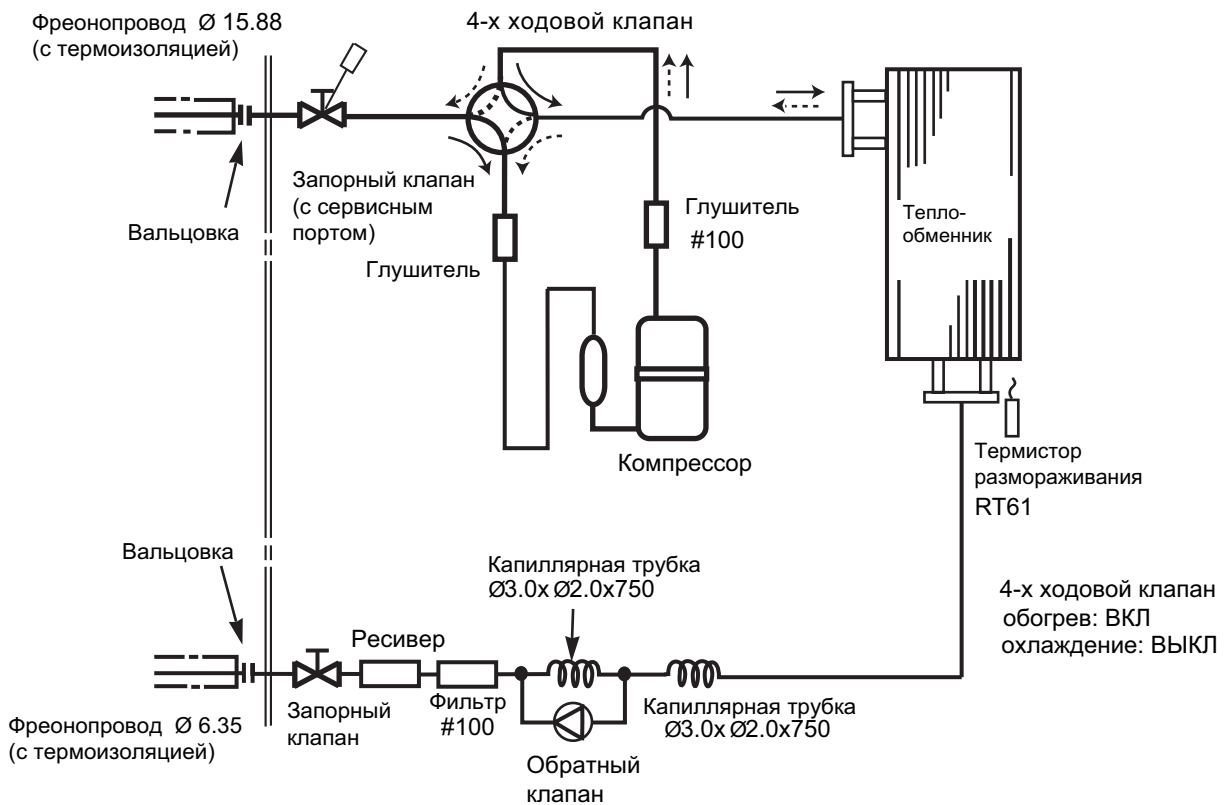 Фреонопровод Ø 15.88
(с термоизоляцией)
4-х ходовой клапан
Вальцовка
Запорный клапан
(с сервисным
портом)
Глушитель
Глушитель
#100
Тепло-
обменник
Компрессор
Термистор
размораживания
RT61
Вальцовка
Капиллярная трубка
Ø3.0x Ø2.0x750
4-х ходовой клапан
обогрев: ВКЛ
охлаждение: ВЫКЛ
Ресивер
Фреонопровод Ø 6.35
(с термоизоляцией)
Запорный
клапан
Фильтр
#100
Капиллярная трубка
Ø3.0x Ø2.0x750
Обратный
клапан